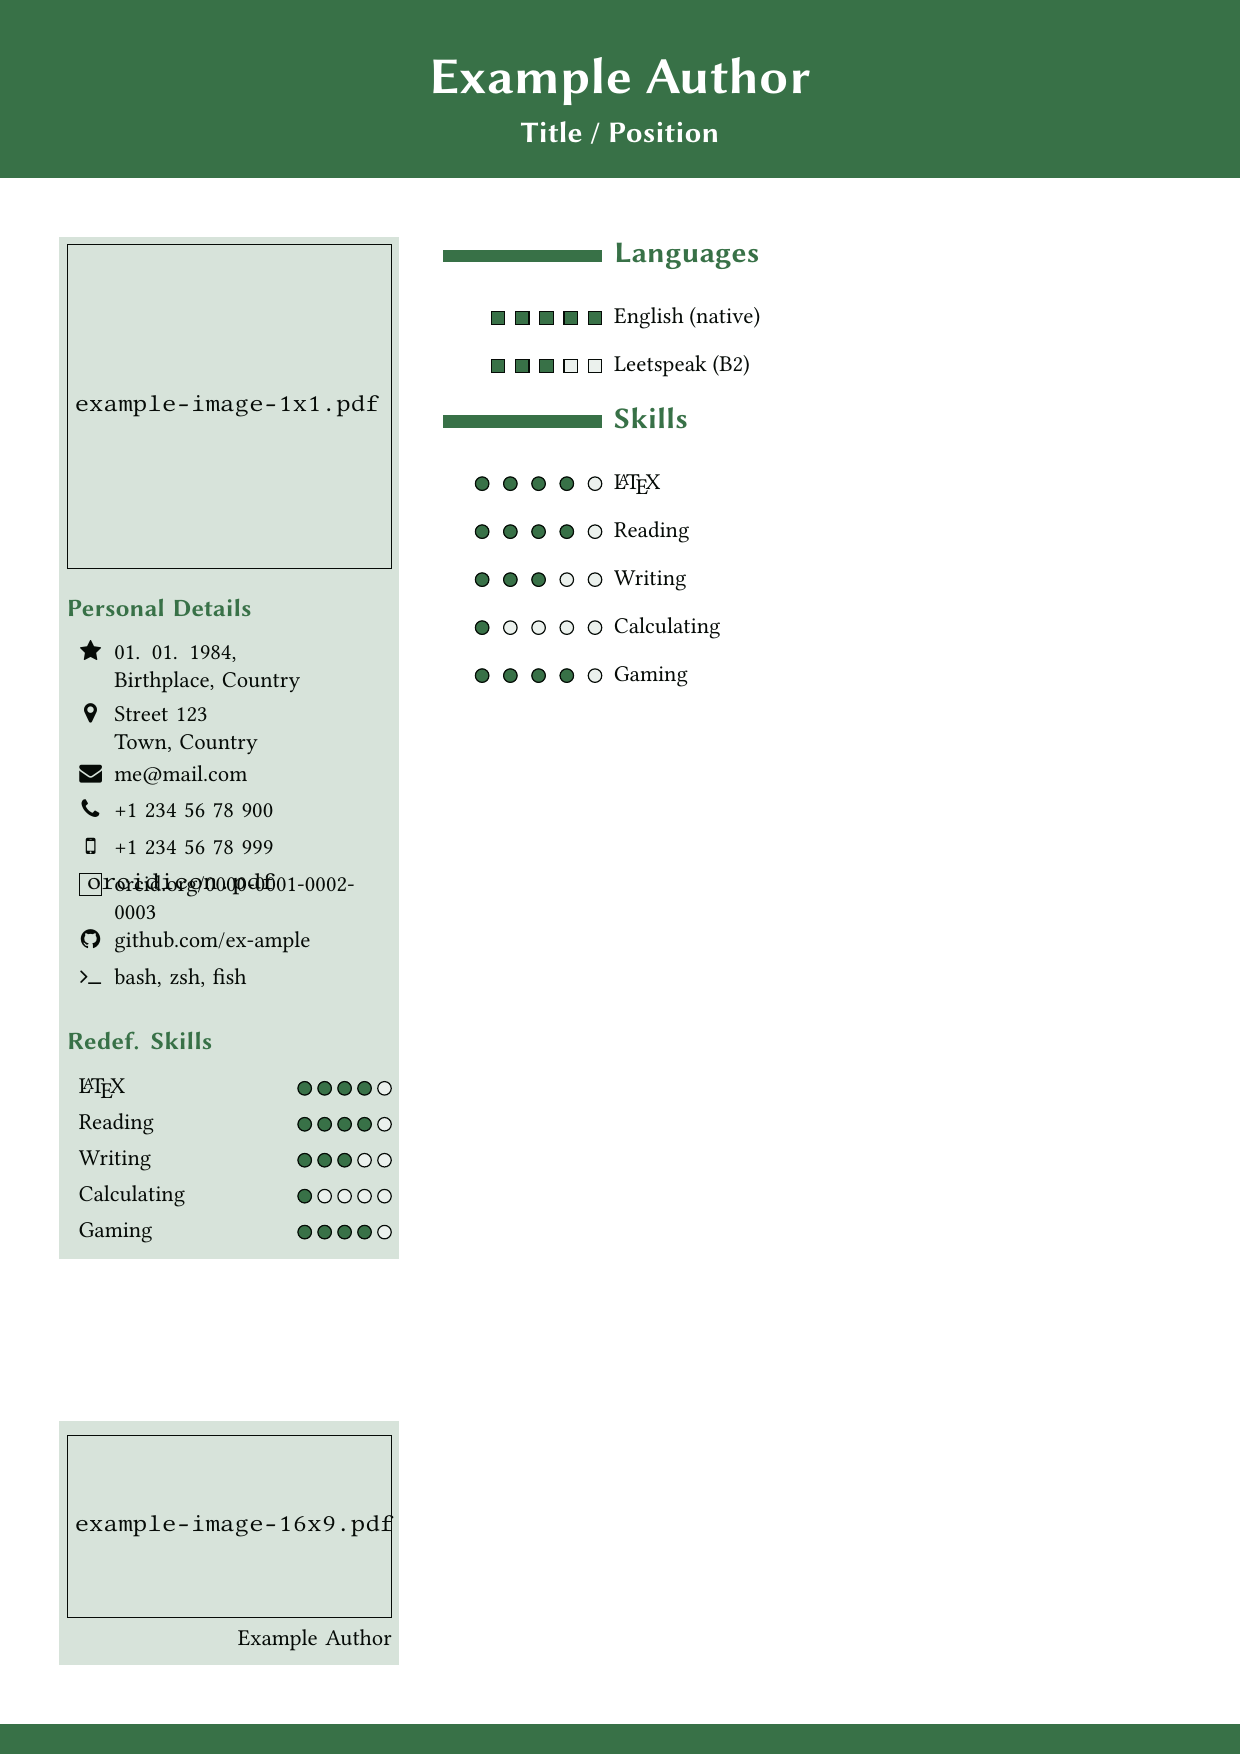 Example Author
Title / Position
example-image-1x1.pdf
Personal Details
01. 01. 1984,
Birthplace, Country
Street 123
Town, Country
me@mail.com
+1 234 56 78 900
+1 234 56 78 999
orcidicon.pdf
orcid.org/0000-0001-0002-
0003
github.com/ex-ample
bash, zsh, fish
Redef. Skills
LATEX
Reading
Writing
Calculating
Gaming
example-image-16x9.pdf
Example Author
Languages
English (native)
Leetspeak (B2)
Skills
LATEX
Reading
Writing
Calculating
Gaming